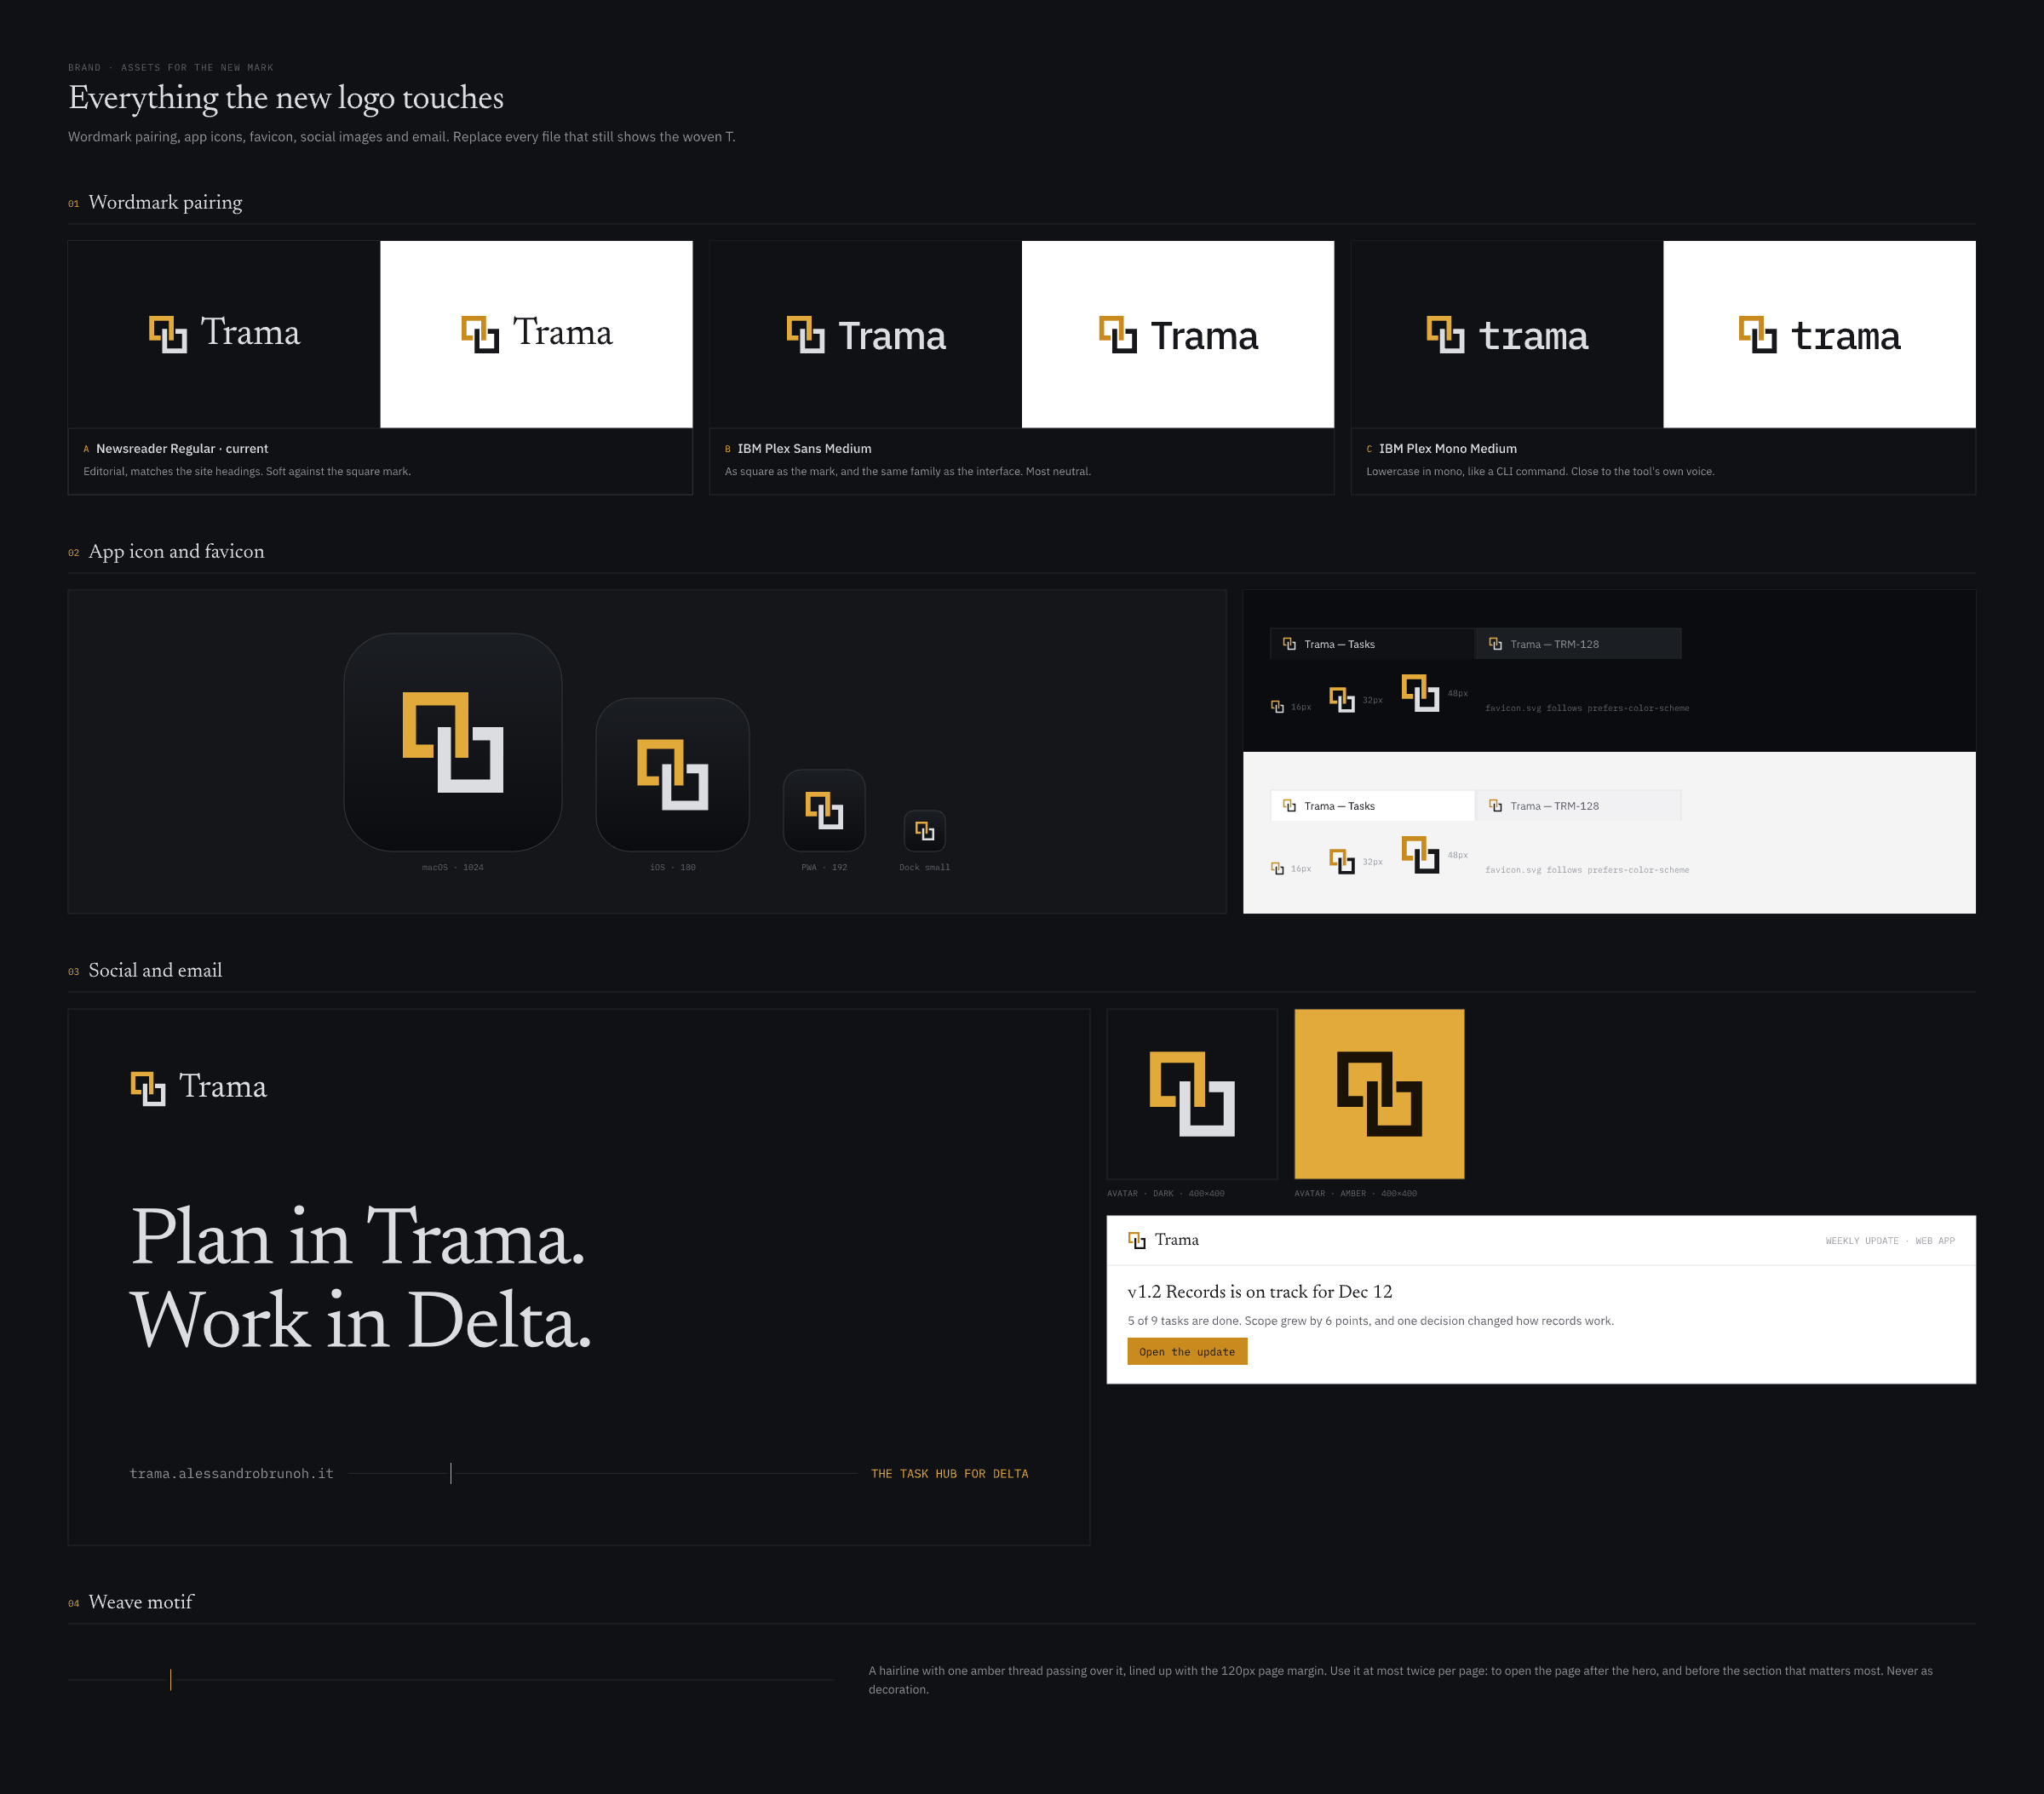 BRAND · ASSETS FOR THE NEW MARK
Everything the new logo touches
Wordmark pairing, app icons, favicon, social images and email. Replace every file that still shows the woven T.
01 Wordmark pairing
Trama
Trama
Trama
Trama
trama
trama
A Newsreader Regular · current
Editorial, matches the site headings. Soft against the square mark.
B IBM Plex Sans Medium
As square as the mark, and the same family as the interface. Most neutral.
C IBM Plex Mono Medium
Lowercase in mono, like a CLI command. Close to the tool's own voice.
02 App icon and favicon
macOS · 1024
iOS · 180
PWA · 192
Dock small
Trama — Tasks
Trama — TRM-128
16px
32px
48px
favicon.svg follows prefers-color-scheme
Trama — Tasks
Trama — TRM-128
16px
32px
48px
favicon.svg follows prefers-color-scheme
03 Social and email
Trama
Plan in Trama.
Work in Delta.
trama.alessandrobrunoh.it
THE TASK HUB FOR DELTA
AVATAR · DARK · 400×400
AVATAR · AMBER · 400×400
Trama
WEEKLY UPDATE · WEB APP
v1.2 Records is on track for Dec 12
5 of 9 tasks are done. Scope grew by 6 points, and one decision changed how records work.
Open the update
04 Weave motif
A hairline with one amber thread passing over it, lined up with the 120px page margin. Use it at most twice per page: to open the page after the hero, and before the section that matters most. Never as
decoration.